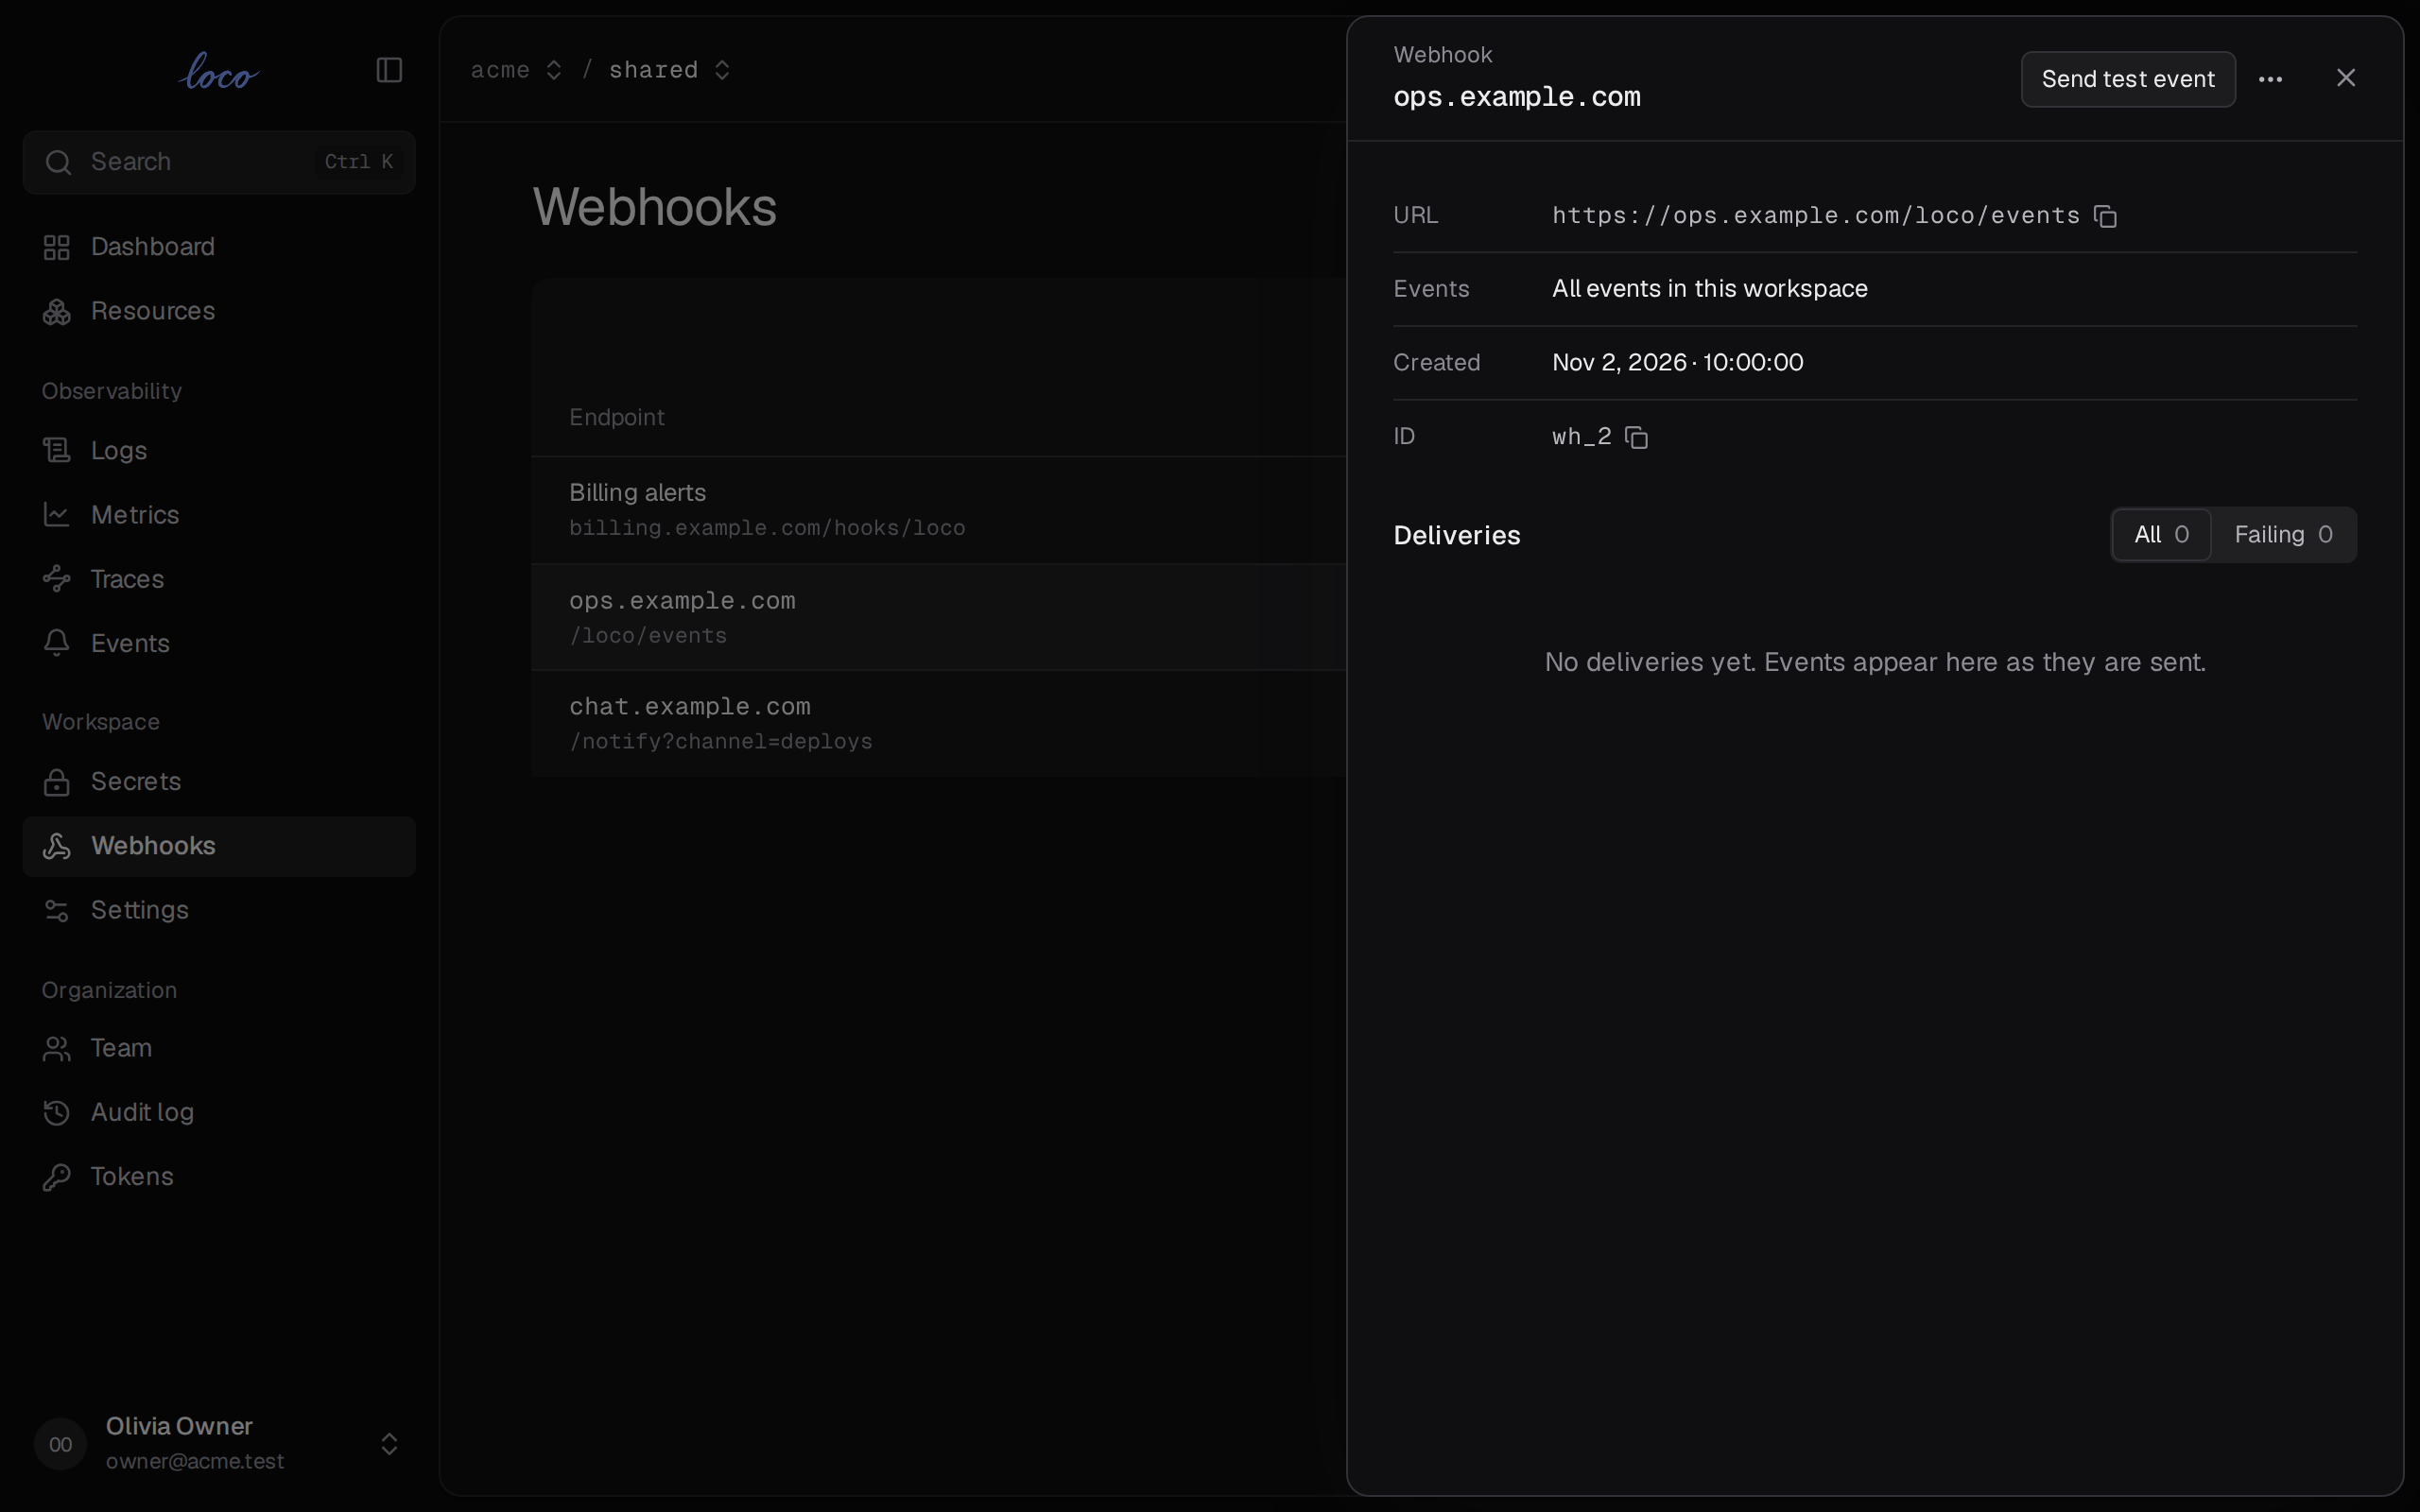 loco
Search Ctrl K
Dashboard
Resources
Observability
Logs
Metrics
Traces
Events
Workspace
Secrets
Webhooks
Settings
Organization
Team
Audit log
Tokens
OO Olivia Owner
owner@acme.test
acme / shared
Webhooks
Endpoint
Billing alerts
billing.example.com/hooks/loco
ops.example.com
/loco/events
chat.example.com
/notify?channel=deploys
Webhook
ops.example.com
Send test event
URL https://ops.example.com/loco/events
Events All events in this workspace
Created Nov 2, 2026 · 10:00:00
ID wh_2
Deliveries All 0 Failing 0
No deliveries yet. Events appear here as they are sent.